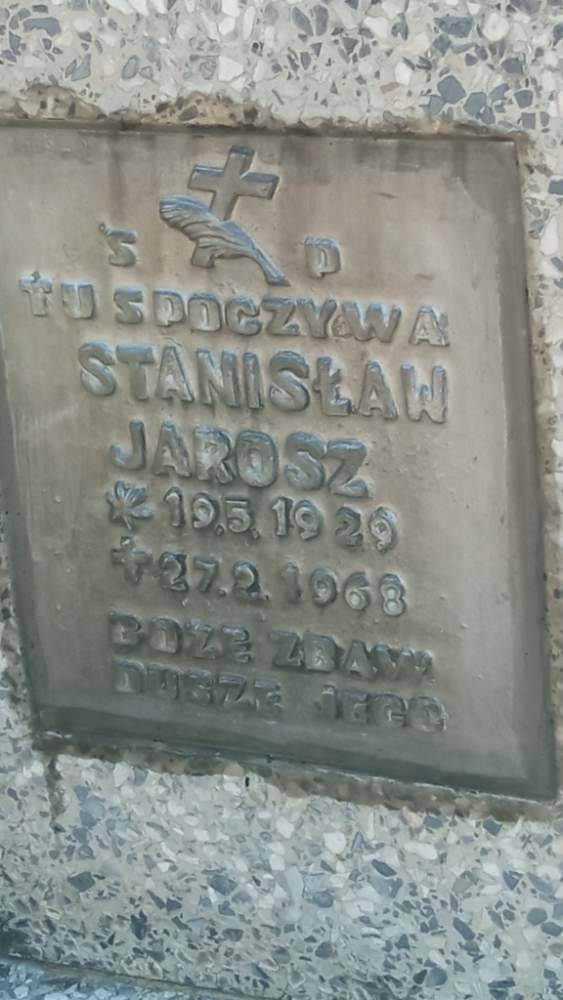 Ś P
TU SPOCZYWA
STANISŁAW
JAROSZ
* 19.5.1929
✝ 27.2.1968
BOŻE ZBAW
DUSZĘ JEGO